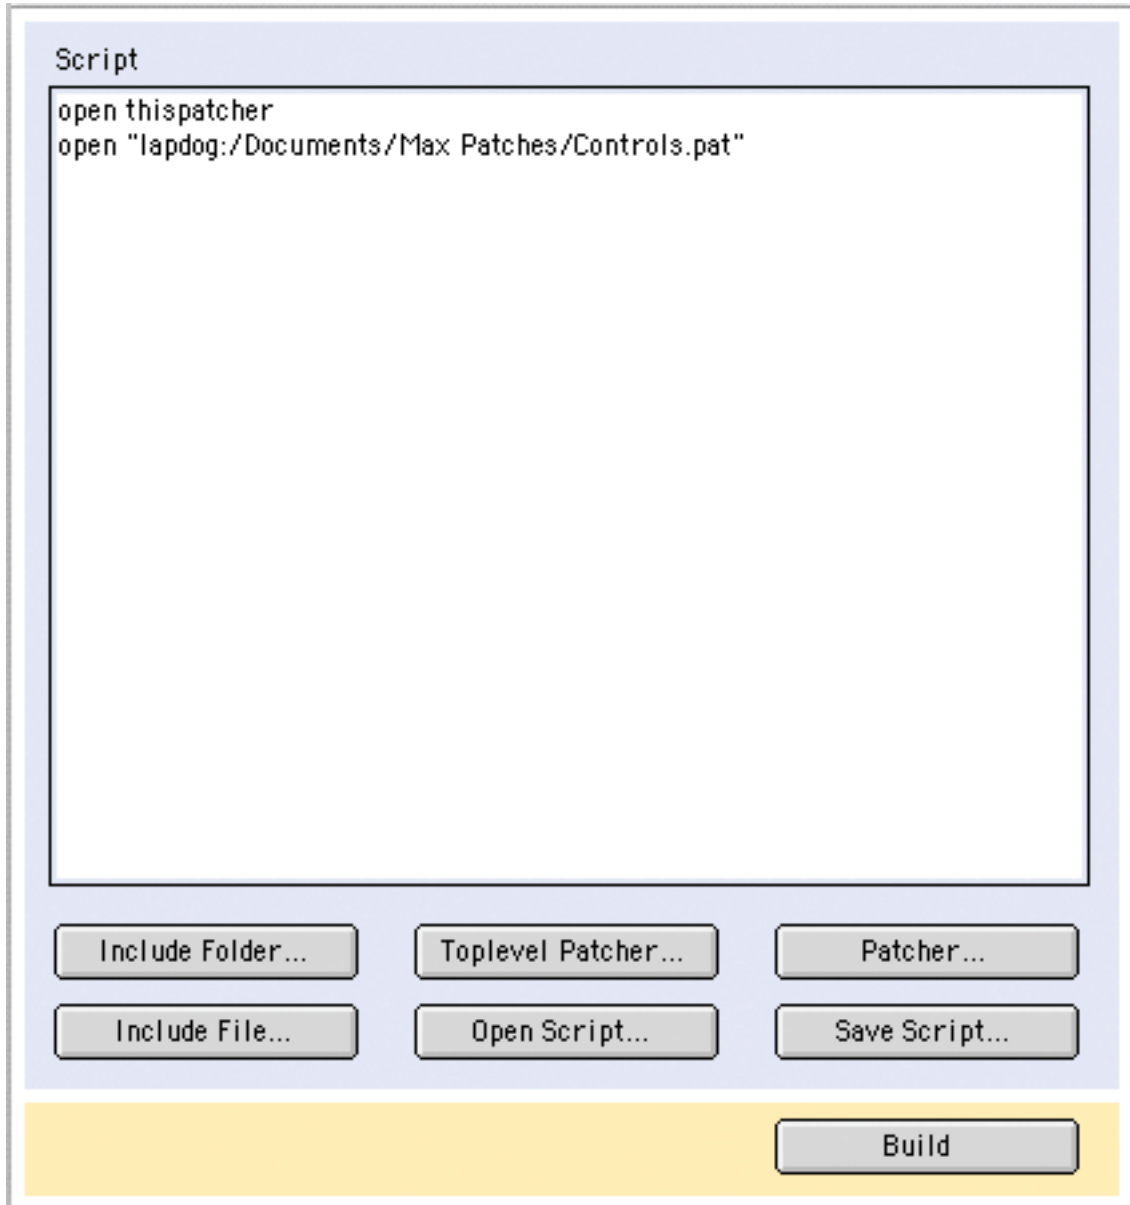 Script
open thispatcher
open "lapdog:/Documents/Max Patches/Controls.pat"
Include Folder... Toplevel Patcher... Patcher...
Include File... Open Script... Save Script...
Build